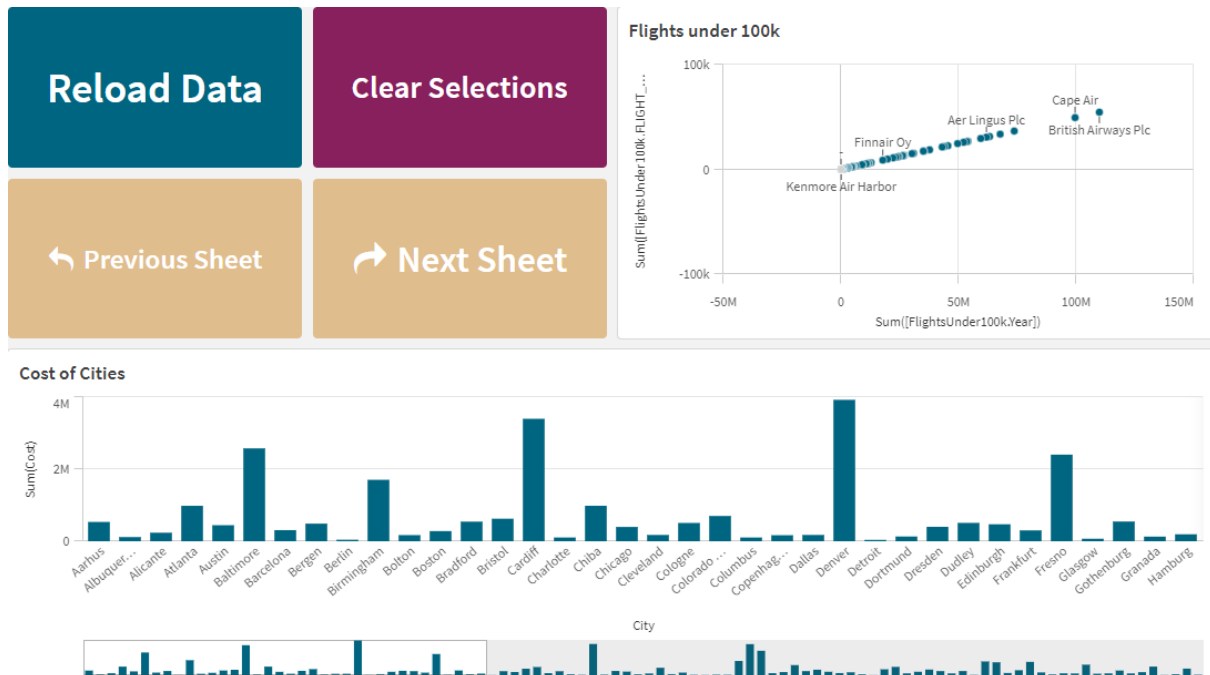 Reload Data
Clear Selections
Previous Sheet
Next Sheet
Flights under 100k
Sum([FlightsUnder100k.FLIGHT_...
100k
0
-100k
Cape Air
British Airways Plc
Aer Lingus Plc
Finnair Oy
Kenmore Air Harbor
-50M 0 50M 100M 150M
Sum([FlightsUnder100k.Year])
Cost of Cities
Sum(Cost)
4M
2M
0
Aarhus Albuquer... Alicante Atlanta Austin Baltimore Barcelona Bergen Berlin Birmingham Bolton Boston Bradford Bristol Cardiff Charlotte Chiba Chicago Cleveland Cologne Colorado ... Columbus Copenhag... Dallas Denver Detroit Dortmund Dresden Dudley Edinburgh Frankfurt Fresno Glasgow Gothenburg Granada Hamburg
City